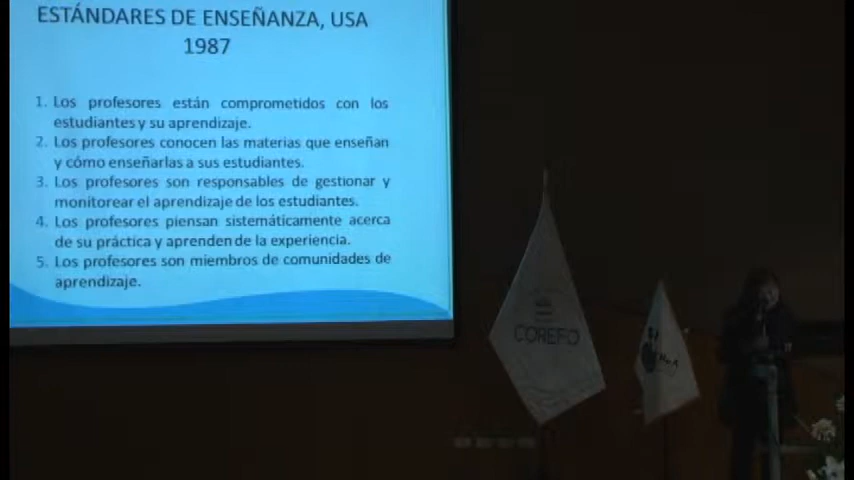 ESTÁNDARES DE ENSEÑANZA, USA
1987
1. Los profesores están comprometidos con los
estudiantes y su aprendizaje.
2. Los profesores conocen las materias que enseñan
y cómo enseñarlas a sus estudiantes.
3. Los profesores son responsables de gestionar y
monitorear el aprendizaje de los estudiantes.
4. Los profesores piensan sistemáticamente acerca
de su práctica y aprenden de la experiencia.
5. Los profesores son miembros de comunidades de
aprendizaje.